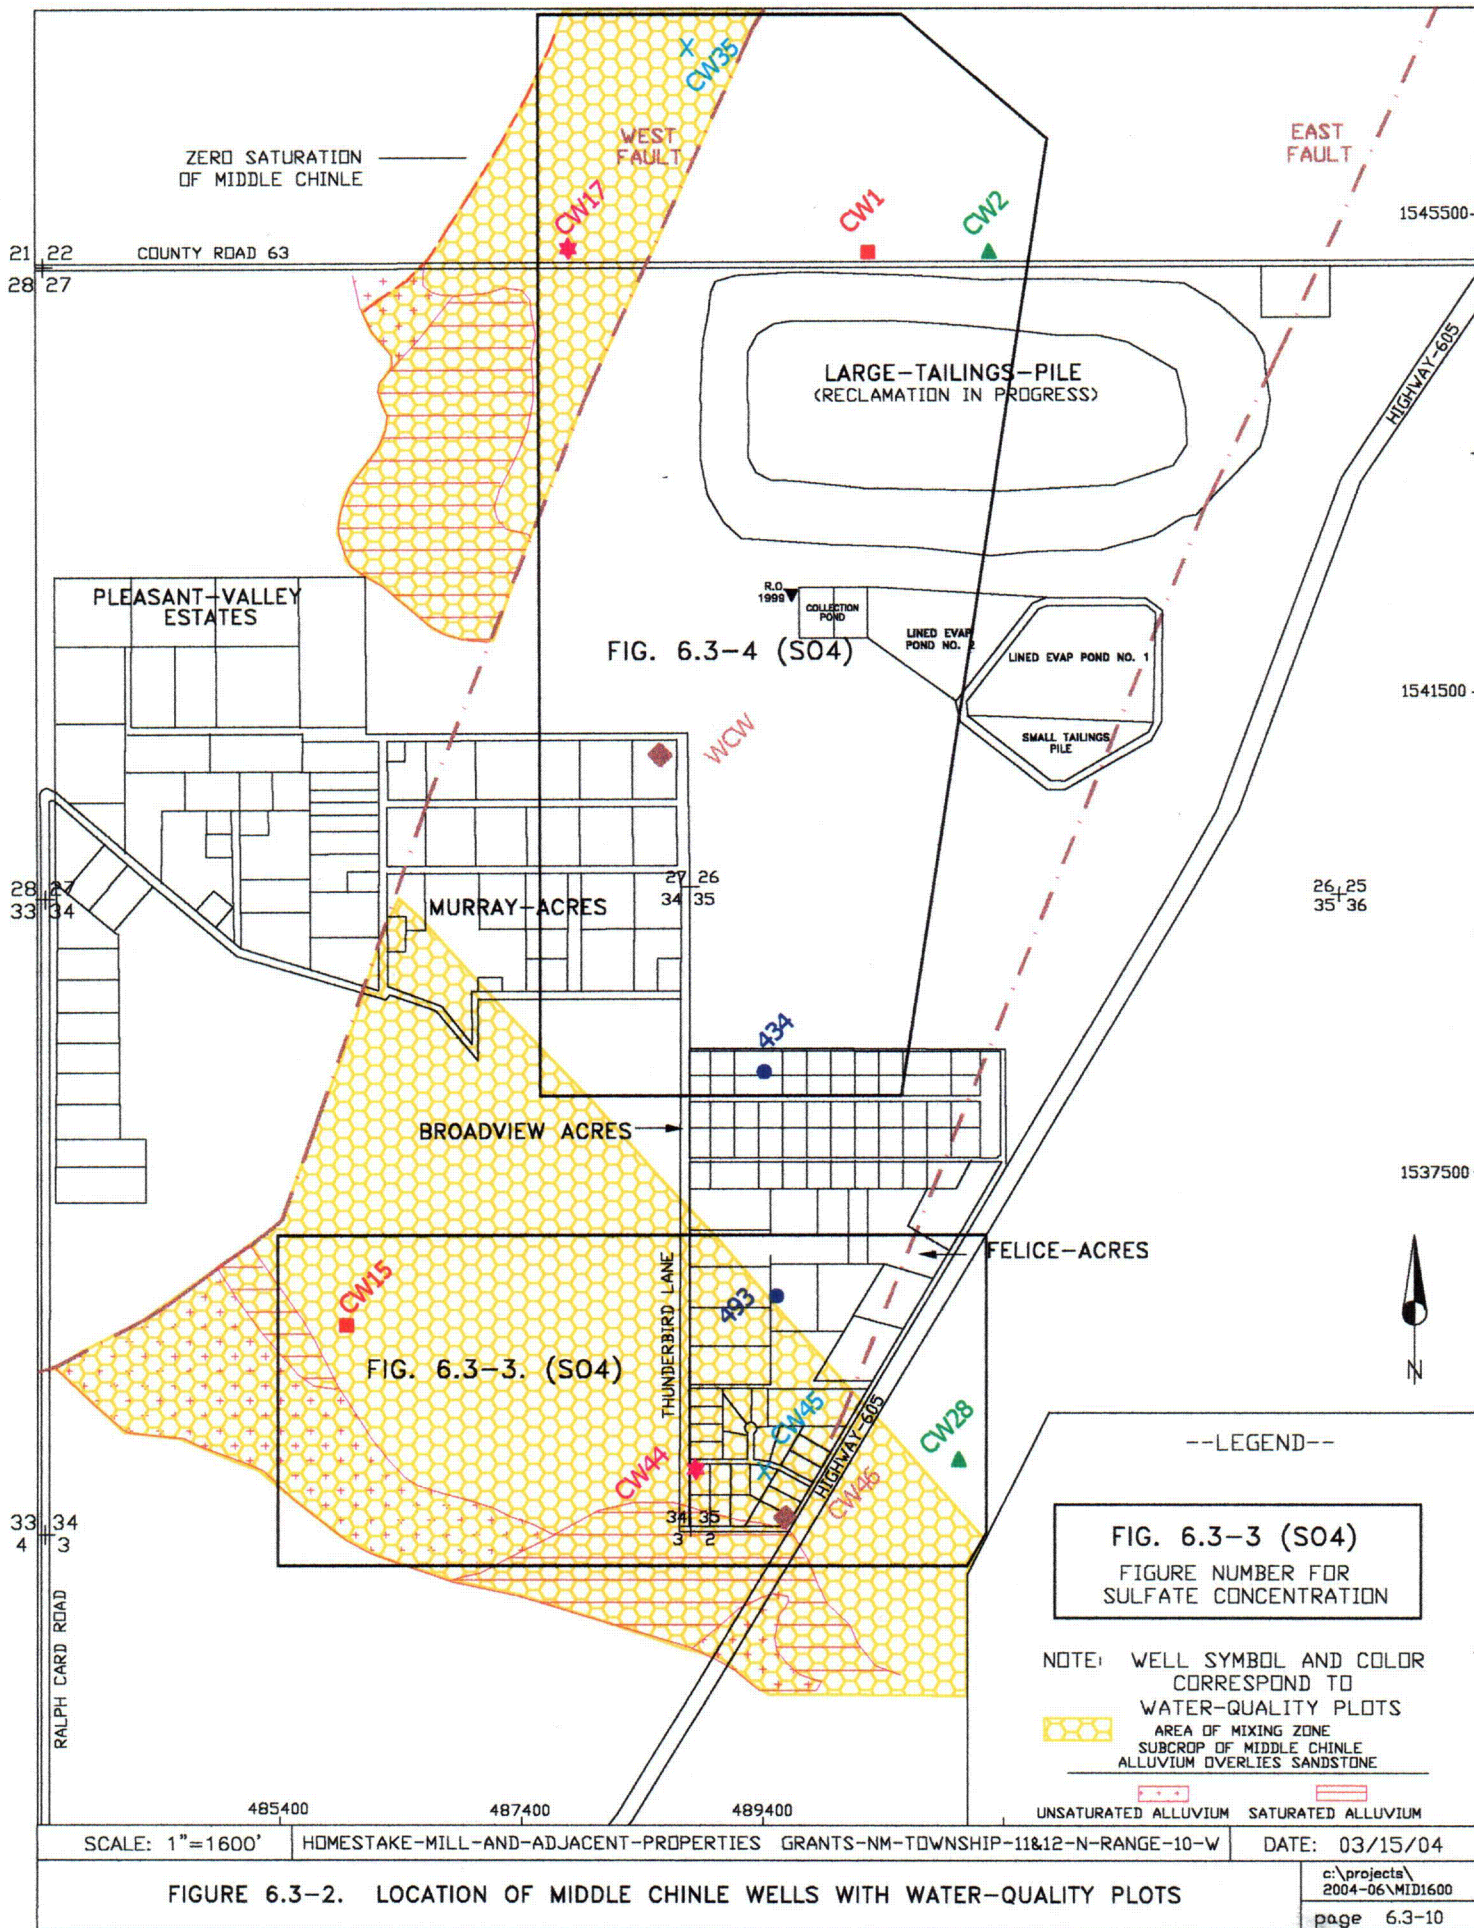 CW35
WEST
FAULT
EAST
FAULT
ZERO SATURATION
OF MIDDLE CHINLE
CW17
CW1
CW2
1545500
21 22
28 27
COUNTY ROAD 63
HIGHWAY-605
LARGE-TAILINGS-PILE
(RECLAMATION IN PROGRESS)
PLEASANT-VALLEY
ESTATES
R.O.
1999
COLLECTION
POND
LINED EVAP
POND NO. 2
LINED EVAP POND NO. 1
FIG. 6.3-4 (SO4)
1541500
SMALL TAILINGS
PILE
WCW
28 27
33 34
27 26
34 35
26 25
35 36
MURRAY-ACRES
434
BROADVIEW ACRES
1537500
FELICE-ACRES
THUNDERBIRD LANE
CW15
493
FIG. 6.3-3. (SO4)
N
CW45
HIGHWAY-605
CW28
CW44
CW46
34 35
3 2
33 34
4 3
RALPH CARD ROAD
--LEGEND--
FIG. 6.3-3 (SO4)
FIGURE NUMBER FOR
SULFATE CONCENTRATION
NOTE: WELL SYMBOL AND COLOR
CORRESPOND TO
WATER-QUALITY PLOTS
AREA OF MIXING ZONE
SUBCROP OF MIDDLE CHINLE
ALLUVIUM OVERLIES SANDSTONE
UNSATURATED ALLUVIUM SATURATED ALLUVIUM
485400 487400 489400
SCALE: 1"=1600' HOMESTAKE-MILL-AND-ADJACENT-PROPERTIES GRANTS-NM-TOWNSHIP-11&12-N-RANGE-10-W DATE: 03/15/04
FIGURE 6.3-2. LOCATION OF MIDDLE CHINLE WELLS WITH WATER-QUALITY PLOTS
c:\projects\
2004-06\MID1600
page 6.3-10